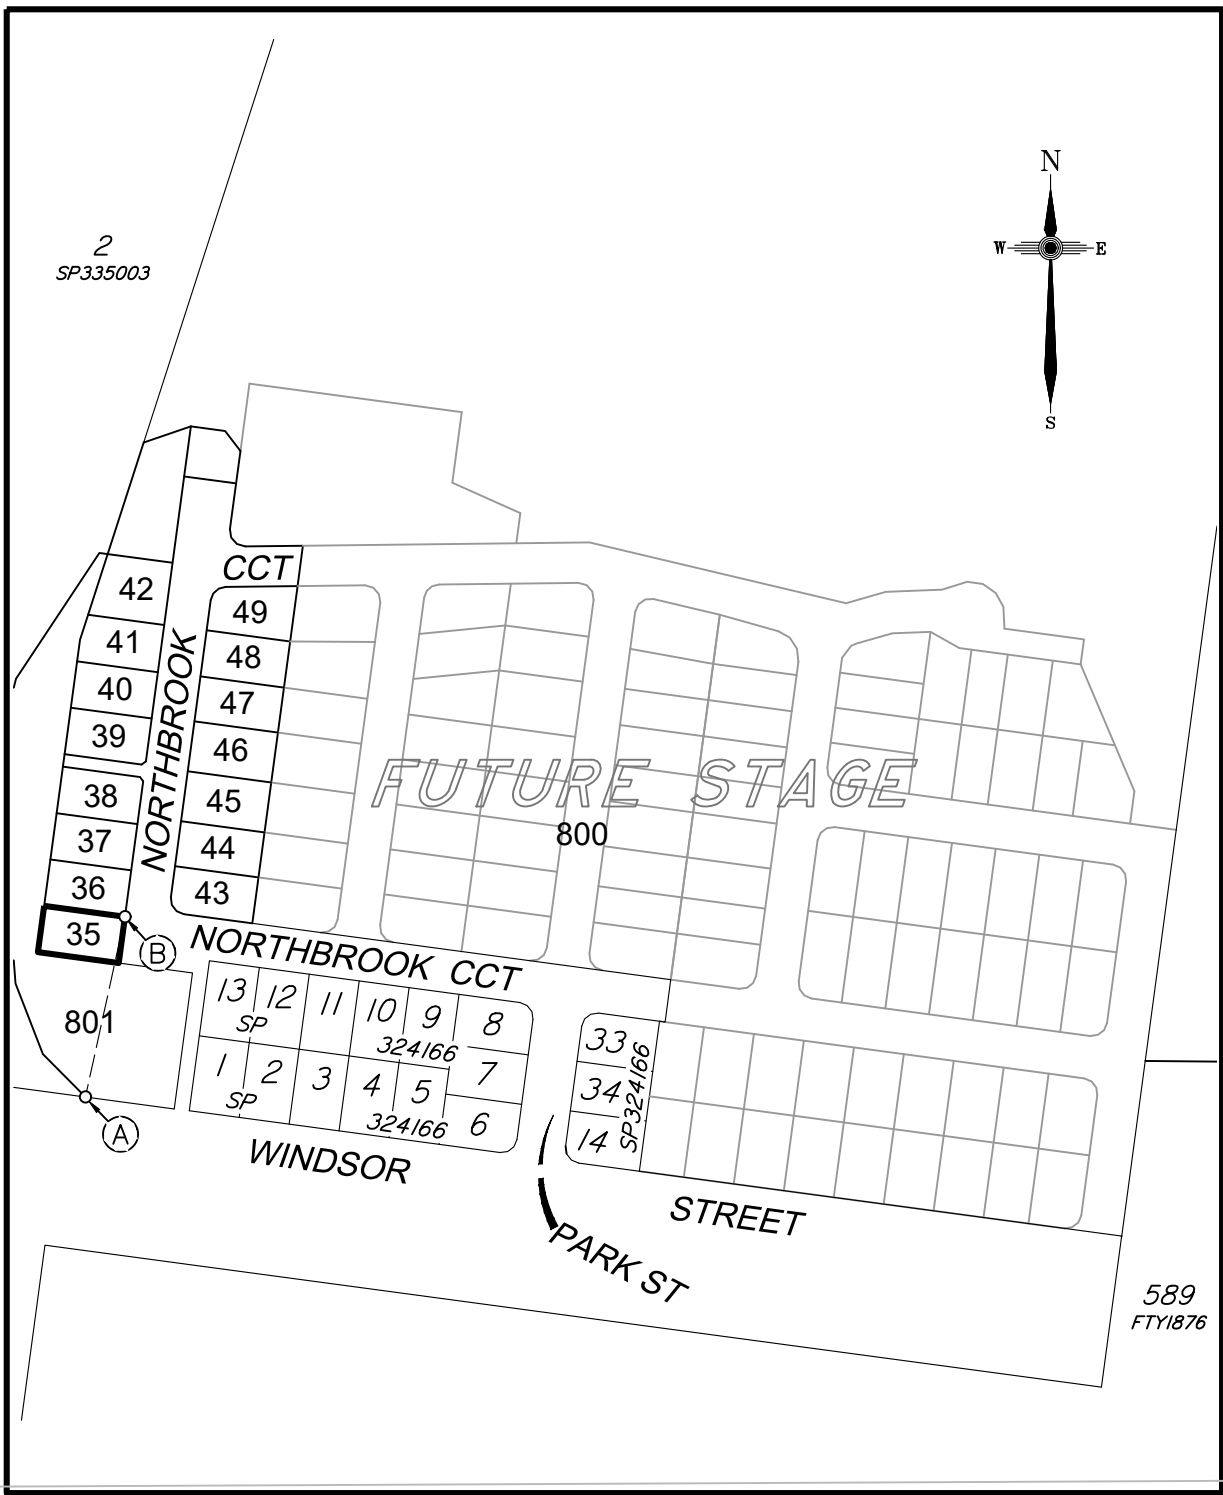 N
W E
S
2
SP335003
CCT
42
49
41
48
40
47
39
46
38
45
37
44
36
43
35
NORTHBROOK
FUTURE STAGE
800
B
NORTHBROOK CCT
801
13 12 11 10 9 8
SP
324166
7
1 2 3 4 5 6
SP
324166
33
34
14
SP324166
A
WINDSOR
STREET
PARK ST
589
FTY1876